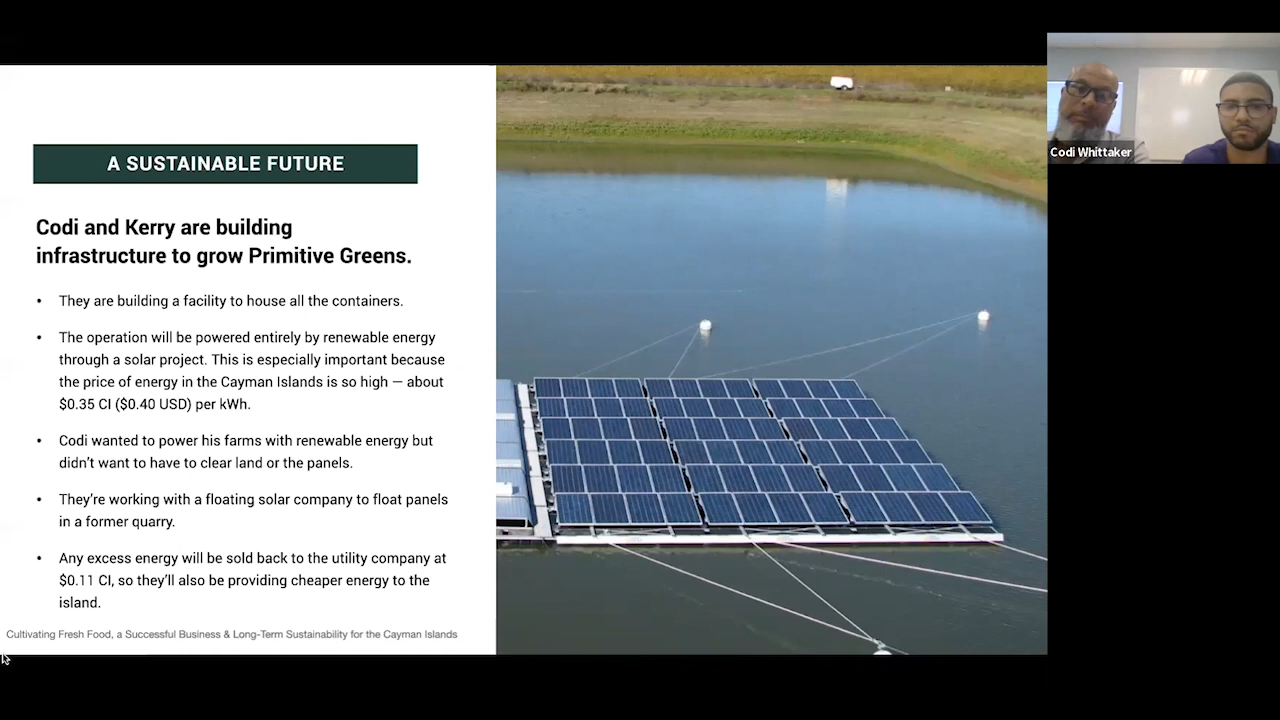 A SUSTAINABLE FUTURE
Codi and Kerry are building
infrastructure to grow Primitive Greens.
• They are building a facility to house all the containers.
• The operation will be powered entirely by renewable energy
through a solar project. This is especially important because
the price of energy in the Cayman Islands is so high — about
$0.35 CI ($0.40 USD) per kWh.
• Codi wanted to power his farms with renewable energy but
didn’t want to have to clear land or the panels.
• They’re working with a floating solar company to float panels
in a former quarry.
• Any excess energy will be sold back to the utility company at
$0.11 CI, so they’ll also be providing cheaper energy to the
island.
Cultivating Fresh Food, a Successful Business & Long-Term Sustainability for the Cayman Islands
Codi Whittaker